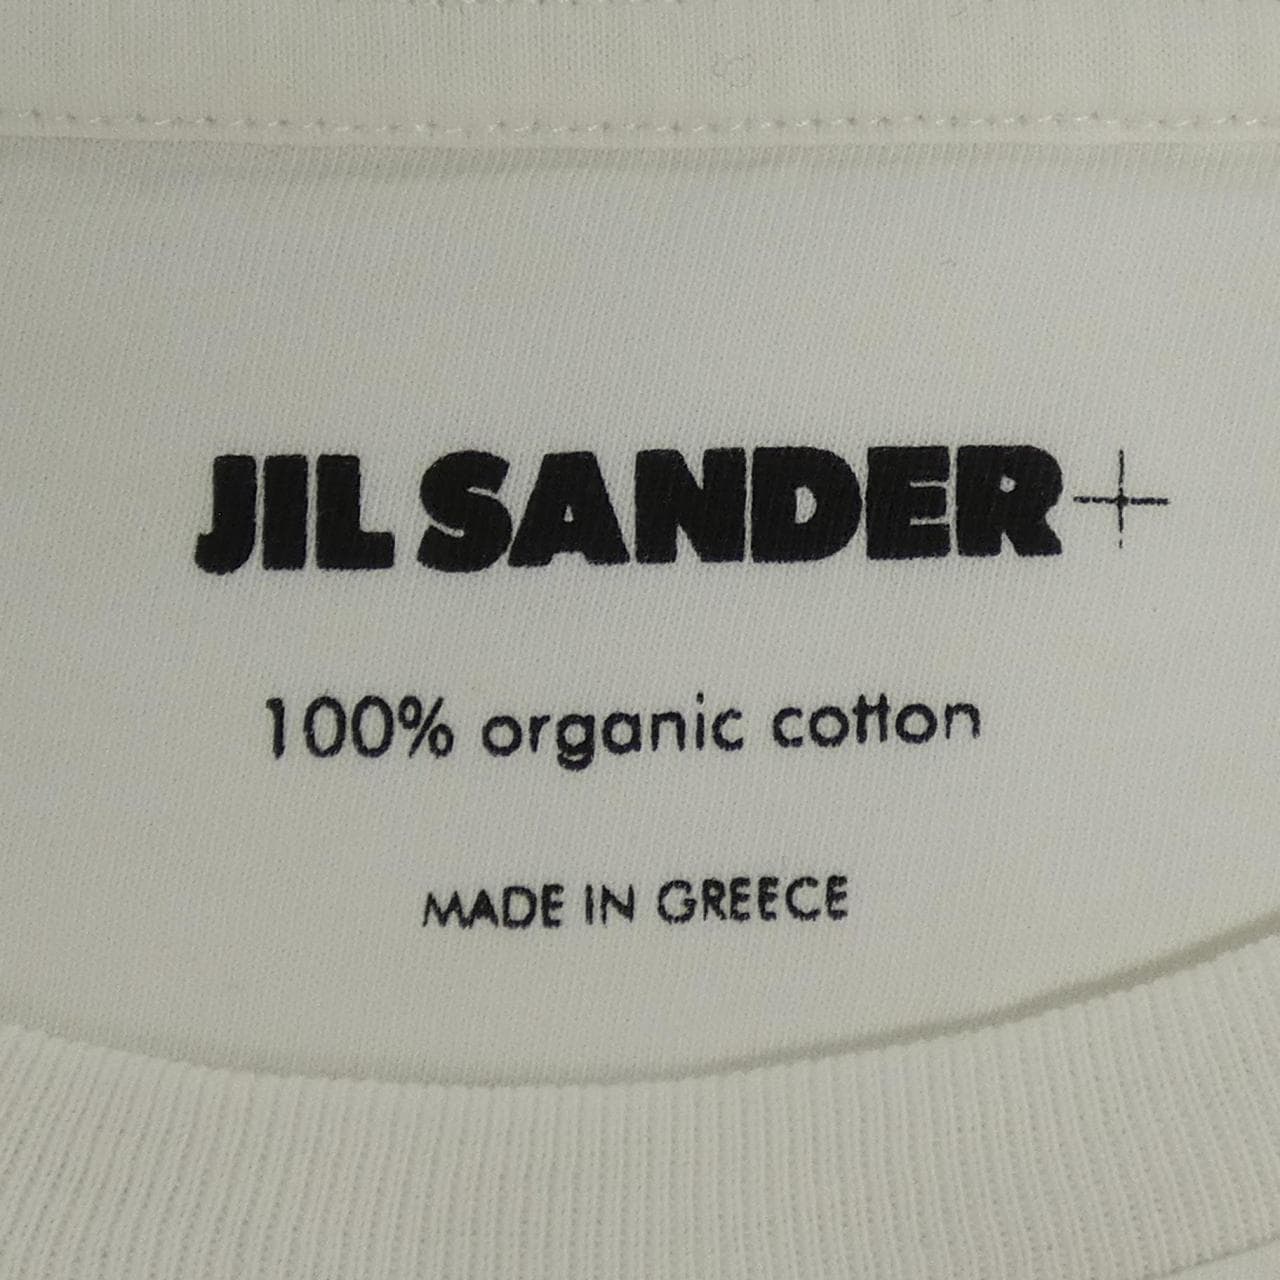 JIL SANDER+
100% organic cotton
MADE IN GREECE